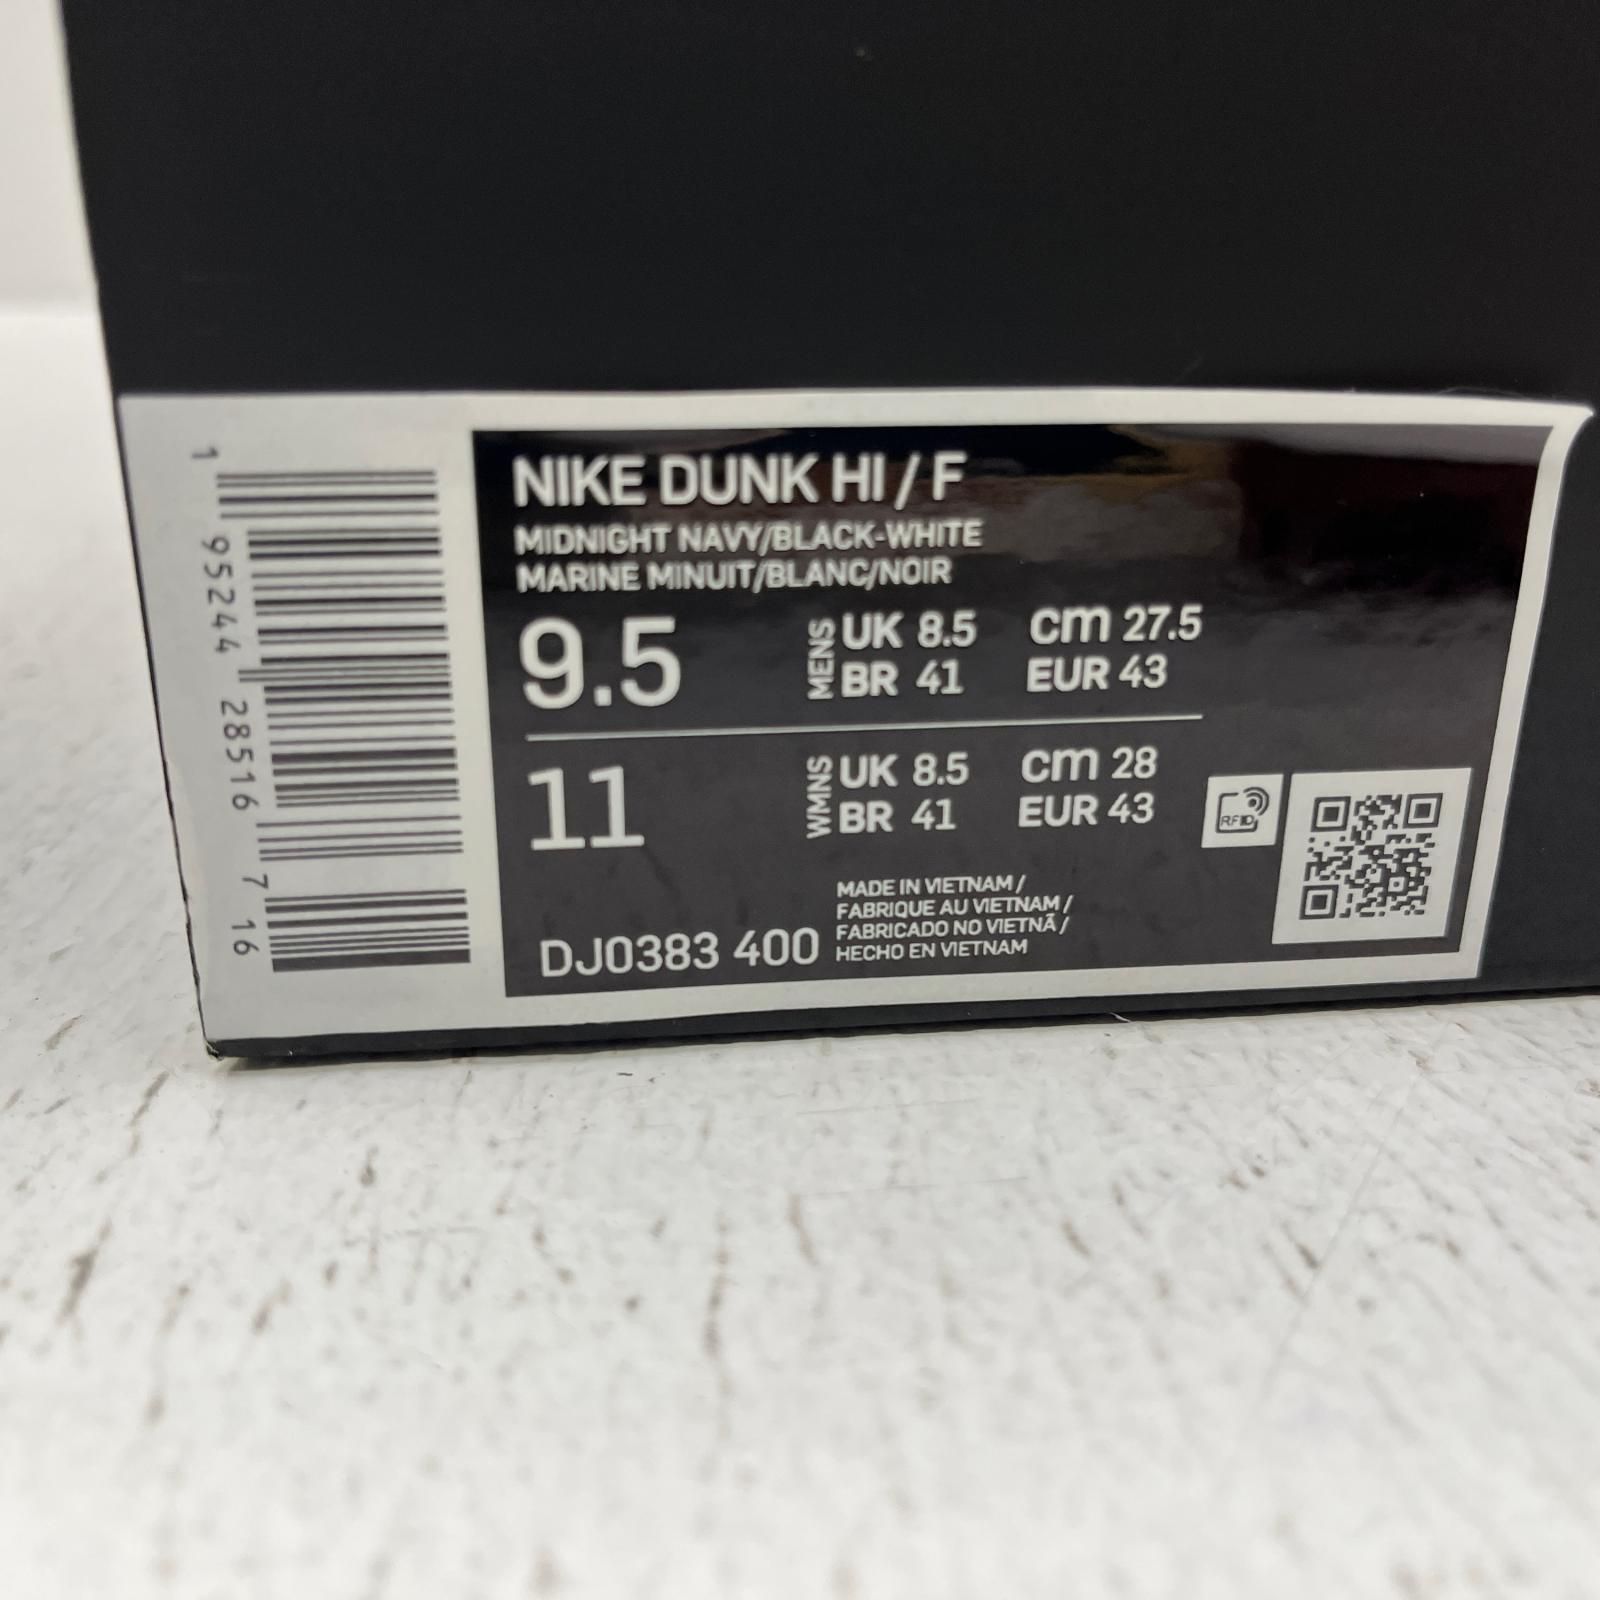 NIKE DUNK HI / F
MIDNIGHT NAVY/BLACK-WHITE
MARINE MINUIT/BLANC/NOIR
9.5 MENS UK 8.5 cm 27.5
BR 41 EUR 43
11 WMNS UK 8.5 cm 28
BR 41 EUR 43
RFID
MADE IN VIETNAM /
FABRIQUE AU VIETNAM /
FABRICADO NO VIETNÃ /
HECHO EN VIETNAM
DJ0383 400
1 95244 28516 7 16